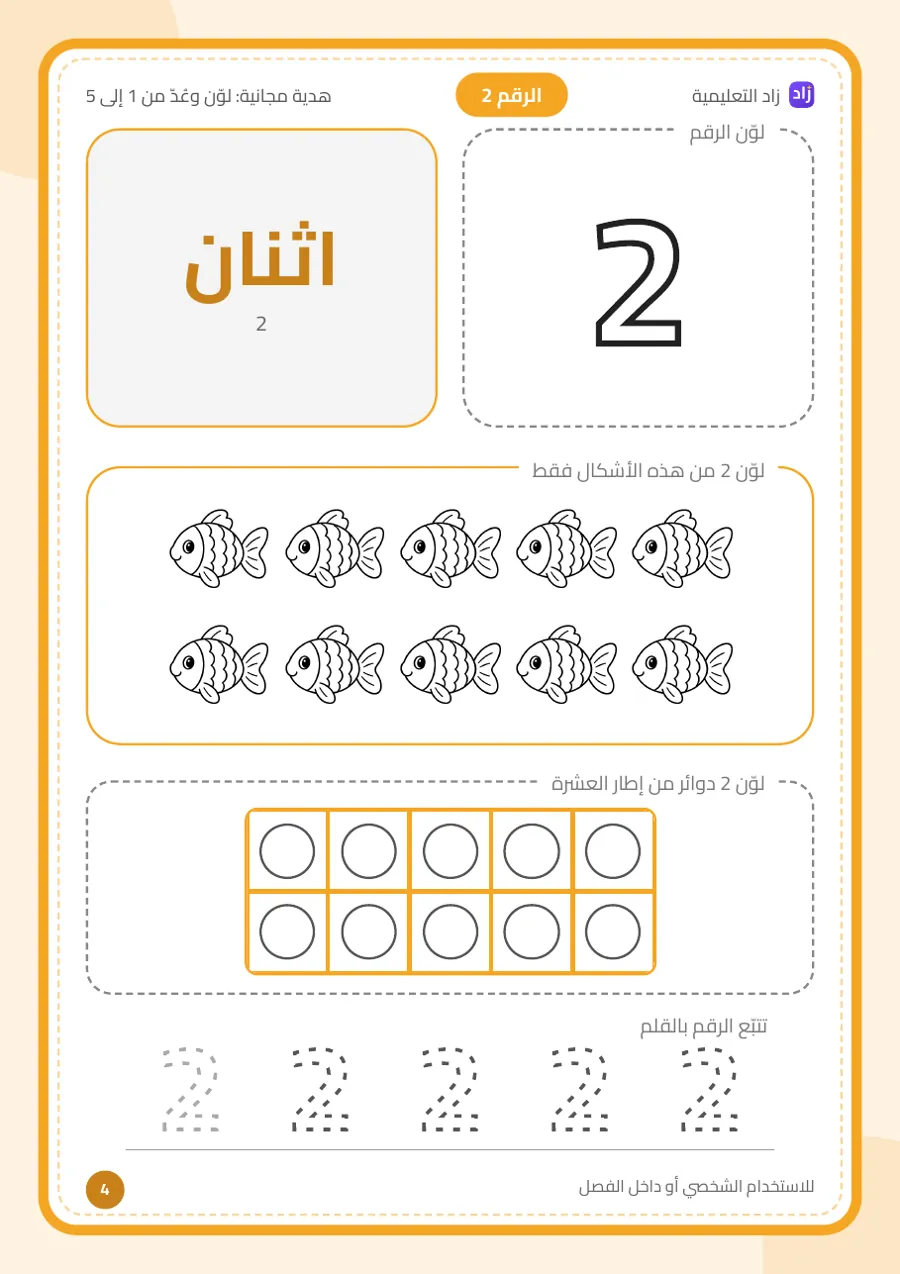 زاد
زاد التعليمية
الرقم 2
هدية مجانية: لوّن وعُدّ من 1 إلى 5
لوّن الرقم
2
اثنان
2
لوّن 2 من هذه الأشكال فقط
لوّن 2 دوائر من إطار العشرة
تتبّع الرقم بالقلم
2 2 2 2 2
للاستخدام الشخصي أو داخل الفصل
4